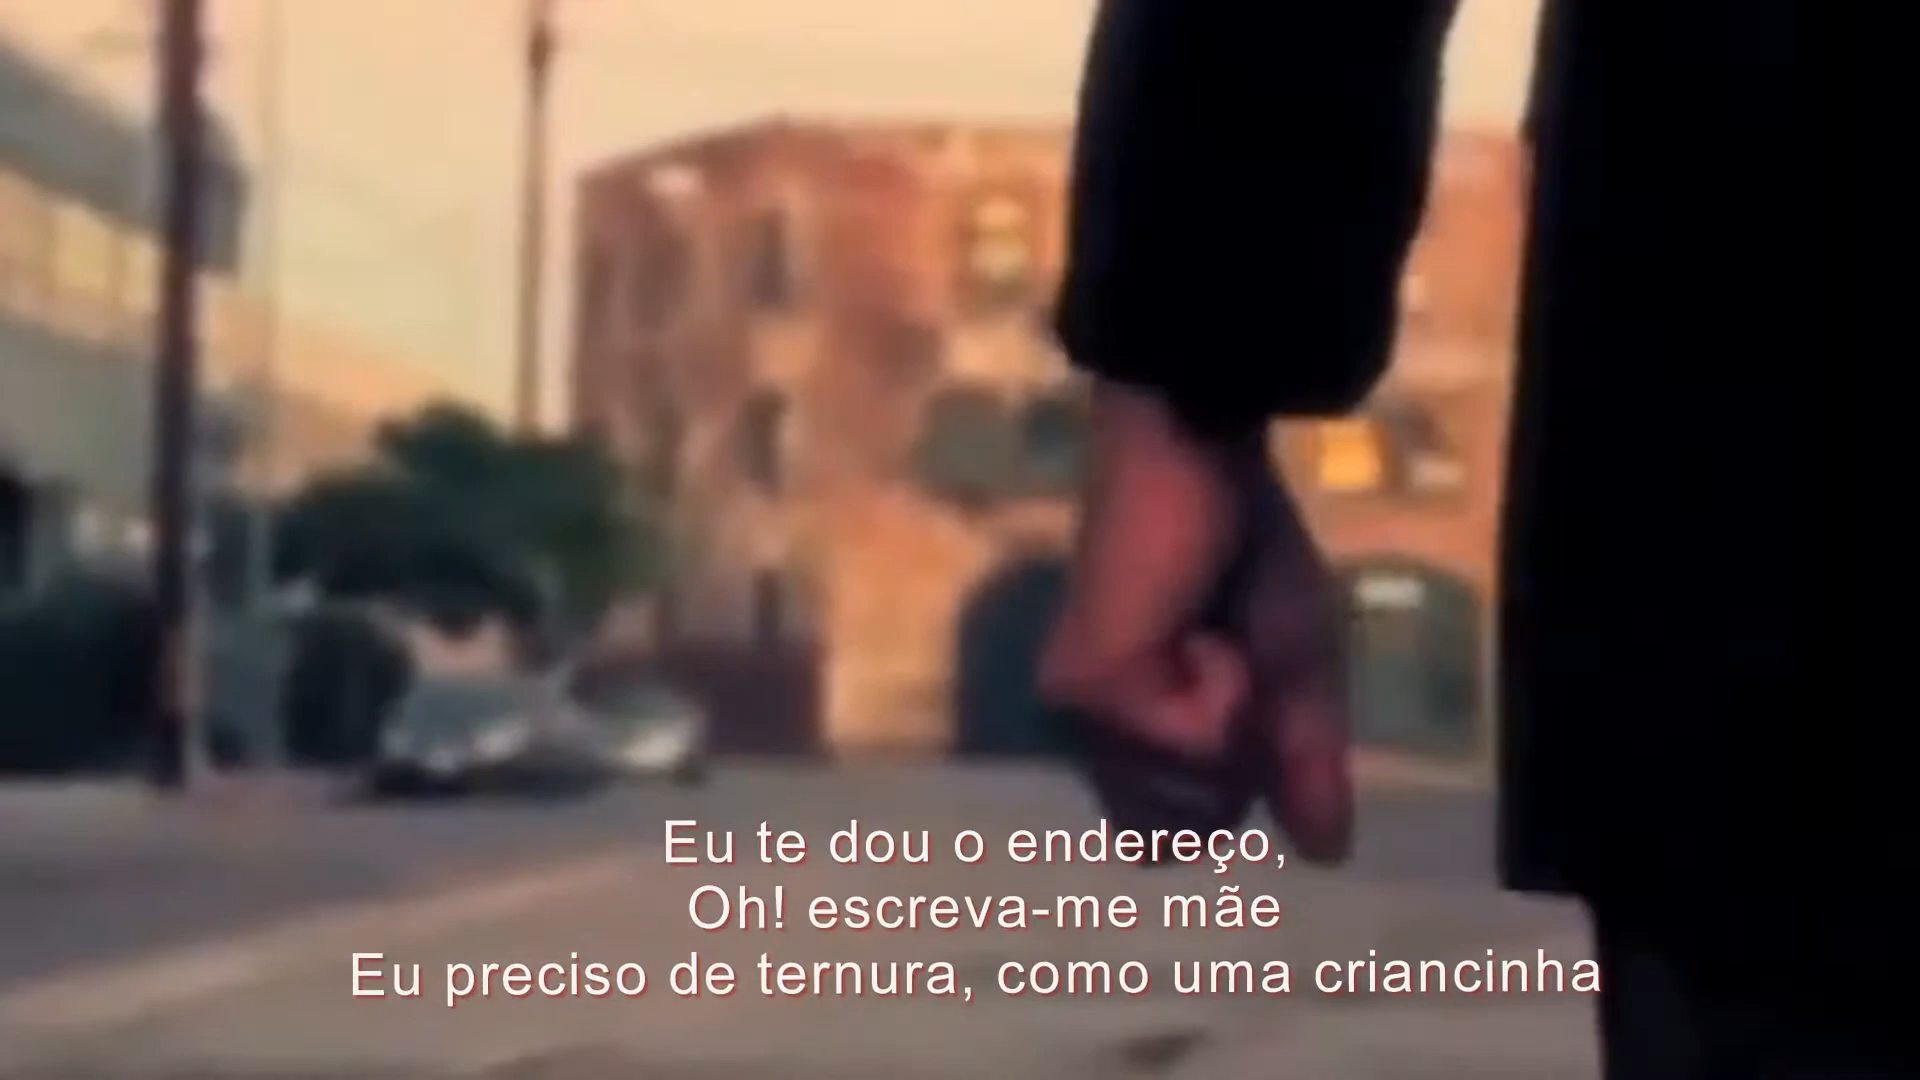 Eu te dou o endereço,
Oh! escreva-me mãe
Eu preciso de ternura, como uma criancinha